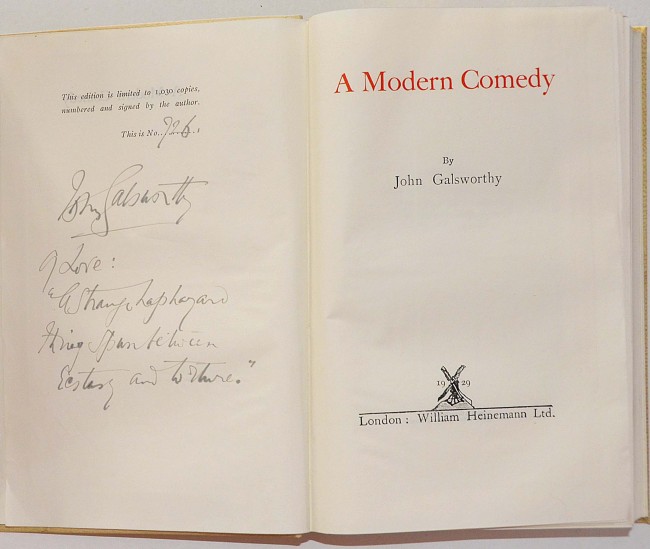 This edition is limited to 1,030 copies,
numbered and signed by the author.
This is No. 726.
John Galsworthy
Of Love:
"A Strange haphazard
thing Spun between
Ecstasy and torture."
A Modern Comedy
By
John Galsworthy
1929
London : William Heinemann Ltd.